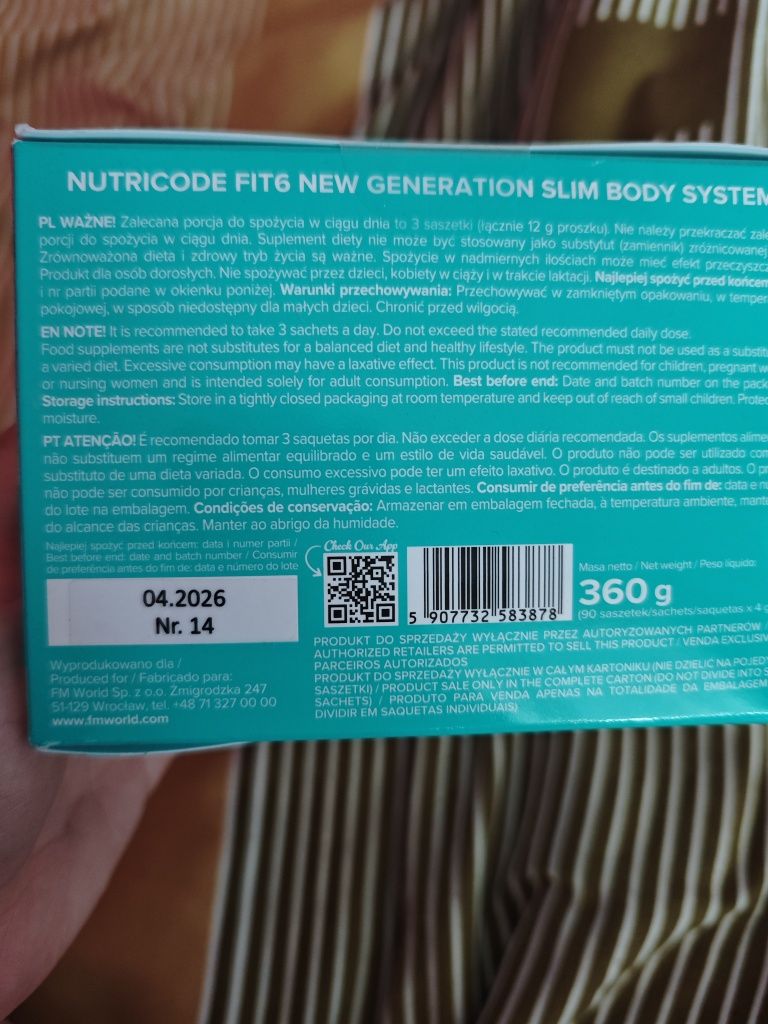 NUTRICODE FIT6 NEW GENERATION SLIM BODY SYSTEM
PL WAŻNE! Zalecana porcja do spożycia w ciągu dnia to 3 saszetki (łącznie 12 g proszku). Nie należy przekraczać
porcji do spożycia w ciągu dnia. Suplement diety nie może być stosowany jako substytut (zamiennik) zróżnicowanej
Zrównoważona dieta i zdrowy tryb życia są ważne. Spożycie w nadmiernych ilościach może mieć efekt
Produkt dla osób dorosłych. Nie spożywać przez dzieci, kobiety w ciąży i w trakcie laktacji. Najlepiej spożyć przed końcem
i nr partii podane w okienku poniżej. Warunki przechowywania: Przechowywać w zamkniętym opakowaniu, w
pokojowej, w sposób niedostępny dla małych dzieci. Chronić przed wilgocią.
EN NOTE! It is recommended to take 3 sachets a day. Do not exceed the stated recommended daily dose.
Food supplements are not substitutes for a balanced diet and healthy lifestyle. The product must not be used as a
a varied diet. Excessive consumption may have a laxative effect. This product is not recommended for children, pregnant
or nursing women and is intended solely for adult consumption. Best before end: Date and batch number on the
Storage instructions: Store in a tightly closed packaging at room temperature and keep out of reach of small children.
moisture.
PT ATENÇÃO! É recomendado tomar 3 saquetas por dia. Não exceder a dose diária recomendada. Os suplementos
não substituem um regime alimentar equilibrado e um estilo de vida saudável. O produto não pode ser utilizado
substituto de uma dieta variada. O consumo excessivo pode ter um efeito laxativo. O produto é destinado a adultos. O
não pode ser consumido por crianças, mulheres grávidas e lactantes. Consumir de preferência antes do fim de: data e
do lote na embalagem. Condições de conservação: Armazenar em embalagem fechada, à temperatura ambiente,
do alcance das crianças. Manter ao abrigo da humidade.
Najlepiej spożyć przed końcem: data i numer partii /
Best before end: date and batch number / Consumir
de preferência antes do fim de: data e número do lote
04.2026
Nr. 14
Wyprodukowano dla /
Produced for / Fabricado para:
FM World Sp. z o.o. Żmigrodzka 247
51-129 Wrocław, tel. +48 71 327 00 00
www.fmworld.com
Check Our App
5 907732 583878
Masa netto / Net weight / Peso líquido:
360 g
(90 saszetek/sachets/saquetas x 4 g
PRODUKT DO SPRZEDAŻY WYŁĄCZNIE PRZEZ AUTORYZOWANYCH PARTNERÓW /
AUTHORIZED RETAILERS ARE PERMITTED TO SELL THIS PRODUCT / VENDA
PARCEIROS AUTORIZADOS
PRODUKT DO SPRZEDAŻY WYŁĄCZNIE W CAŁYM KARTONIKU (NIE DZIELIĆ NA
SASZETKI) / PRODUCT SALE ONLY IN THE COMPLETE CARTON (DO NOT DIVIDE INTO
SACHETS) / PRODUTO PARA VENDA APENAS NA TOTALIDADE DA EMBALAGEM
DIVIDIR EM SAQUETAS INDIVIDUAIS)